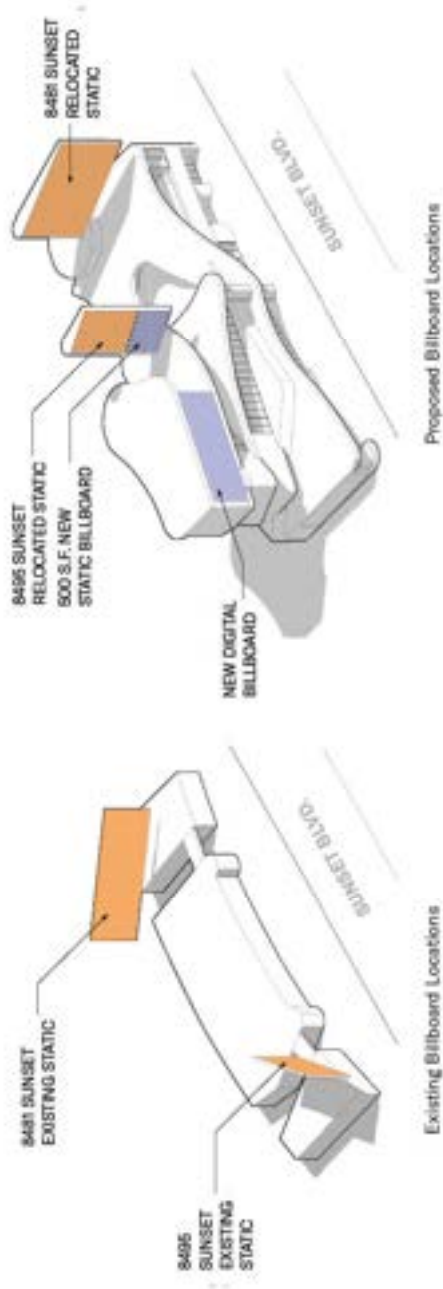 8481 SUNSET
EXISTING STATIC
8495
SUNSET
EXISTING
STATIC
SUNSET BLVD.
Existing Billboard Locations
8495 SUNSET
RELOCATED STATIC
500 S.F. NEW
STATIC BILLBOARD
NEW DIGITAL
BILLBOARD
8481 SUNSET
RELOCATED
STATIC
SUNSET BLVD.
Proposed Billboard Locations